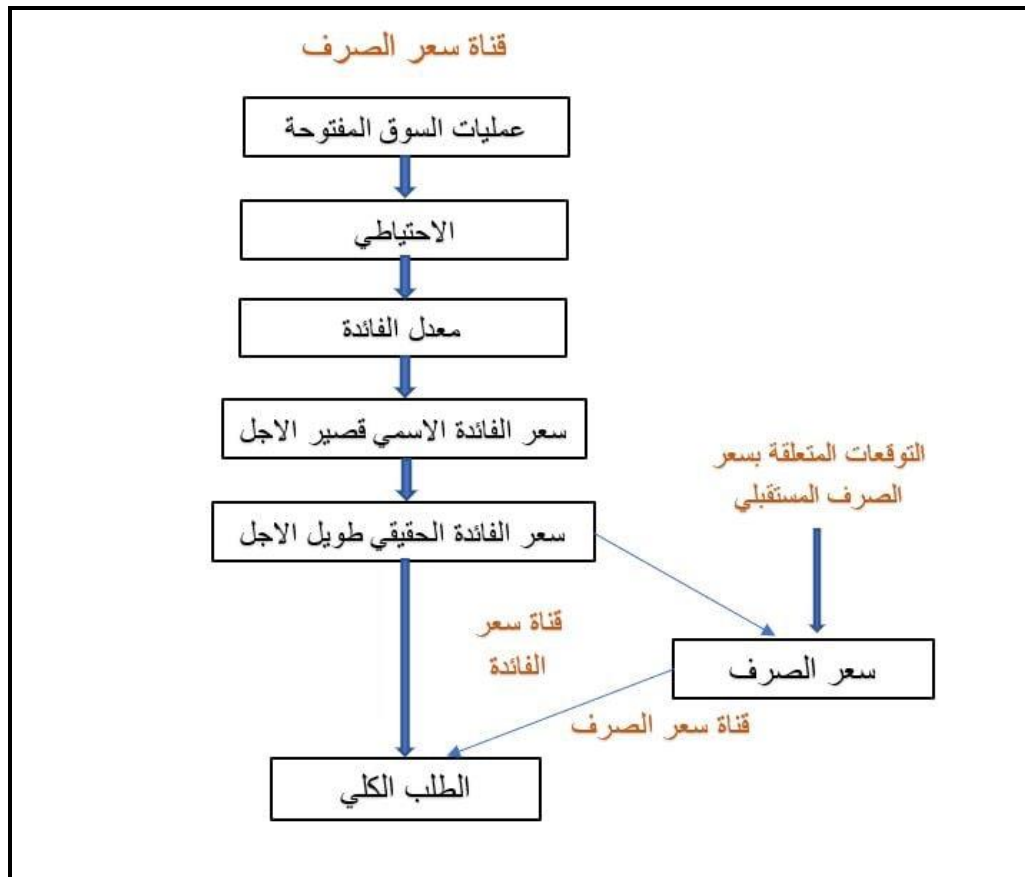 قناة سعر الصرف
عمليات السوق المفتوحة
الاحتياطي
معدل الفائدة
سعر الفائدة الاسمي قصير الاجل
التوقعات المتعلقة بسعر
الصرف المستقبلي
سعر الفائدة الحقيقي طويل الاجل
قناة سعر
الفائدة
سعر الصرف
قناة سعر الصرف
الطلب الكلي